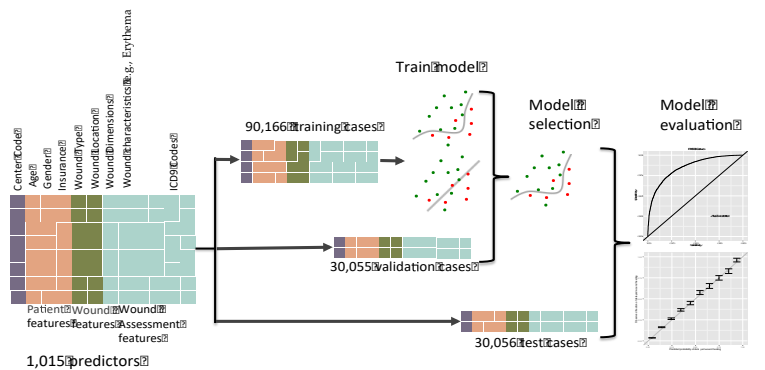 Center Code
Age
Gender
Insurance
Wound Type
Wound Location
Wound Dimensions
Wound characteristics e.g., Erythema
ICD9 Codes
Patient
features
Wound
features
Wound
Assessment
features
1,015 predictors
90,166 training cases
30,055 validation cases
30,056 test cases
Train model
Model
selection
Model
evaluation